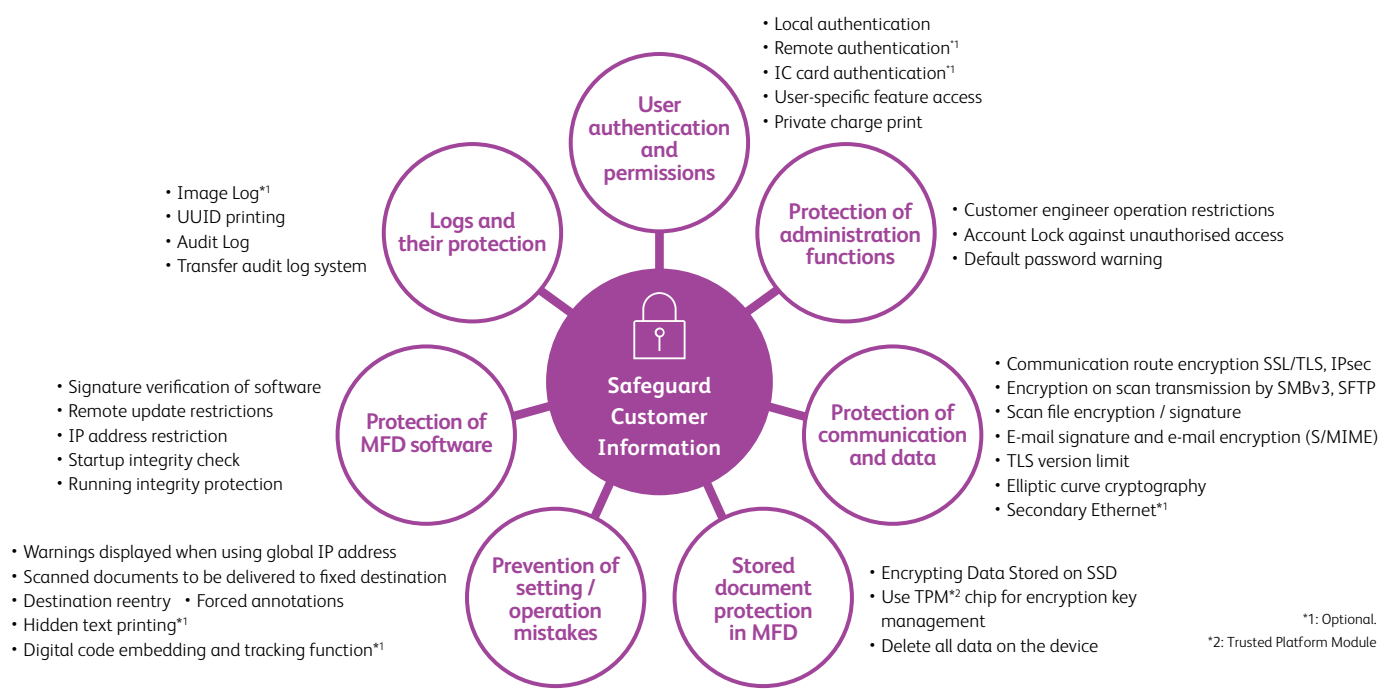 User
authentication
and
permissions
• Local authentication
• Remote authentication*1
• IC card authentication*1
• User-specific feature access
• Private charge print
Protection of
administration
functions
• Customer engineer operation restrictions
• Account Lock against unauthorised access
• Default password warning
Protection of
communication
and data
• Communication route encryption SSL/TLS, IPsec
• Encryption on scan transmission by SMBv3, SFTP
• Scan file encryption / signature
• E-mail signature and e-mail encryption (S/MIME)
• TLS version limit
• Elliptic curve cryptography
• Secondary Ethernet*1
Stored
document
protection
in MFD
• Encrypting Data Stored on SSD
• Use TPM*2 chip for encryption key
management
• Delete all data on the device
Prevention of
setting /
operation
mistakes
• Warnings displayed when using global IP address
• Scanned documents to be delivered to fixed destination
• Destination reentry • Forced annotations
• Hidden text printing*1
• Digital code embedding and tracking function*1
Protection of
MFD software
• Signature verification of software
• Remote update restrictions
• IP address restriction
• Startup integrity check
• Running integrity protection
Logs and
their protection
• Image Log*1
• UUID printing
• Audit Log
• Transfer audit log system
Safeguard
Customer
Information
*1: Optional.
*2: Trusted Platform Module